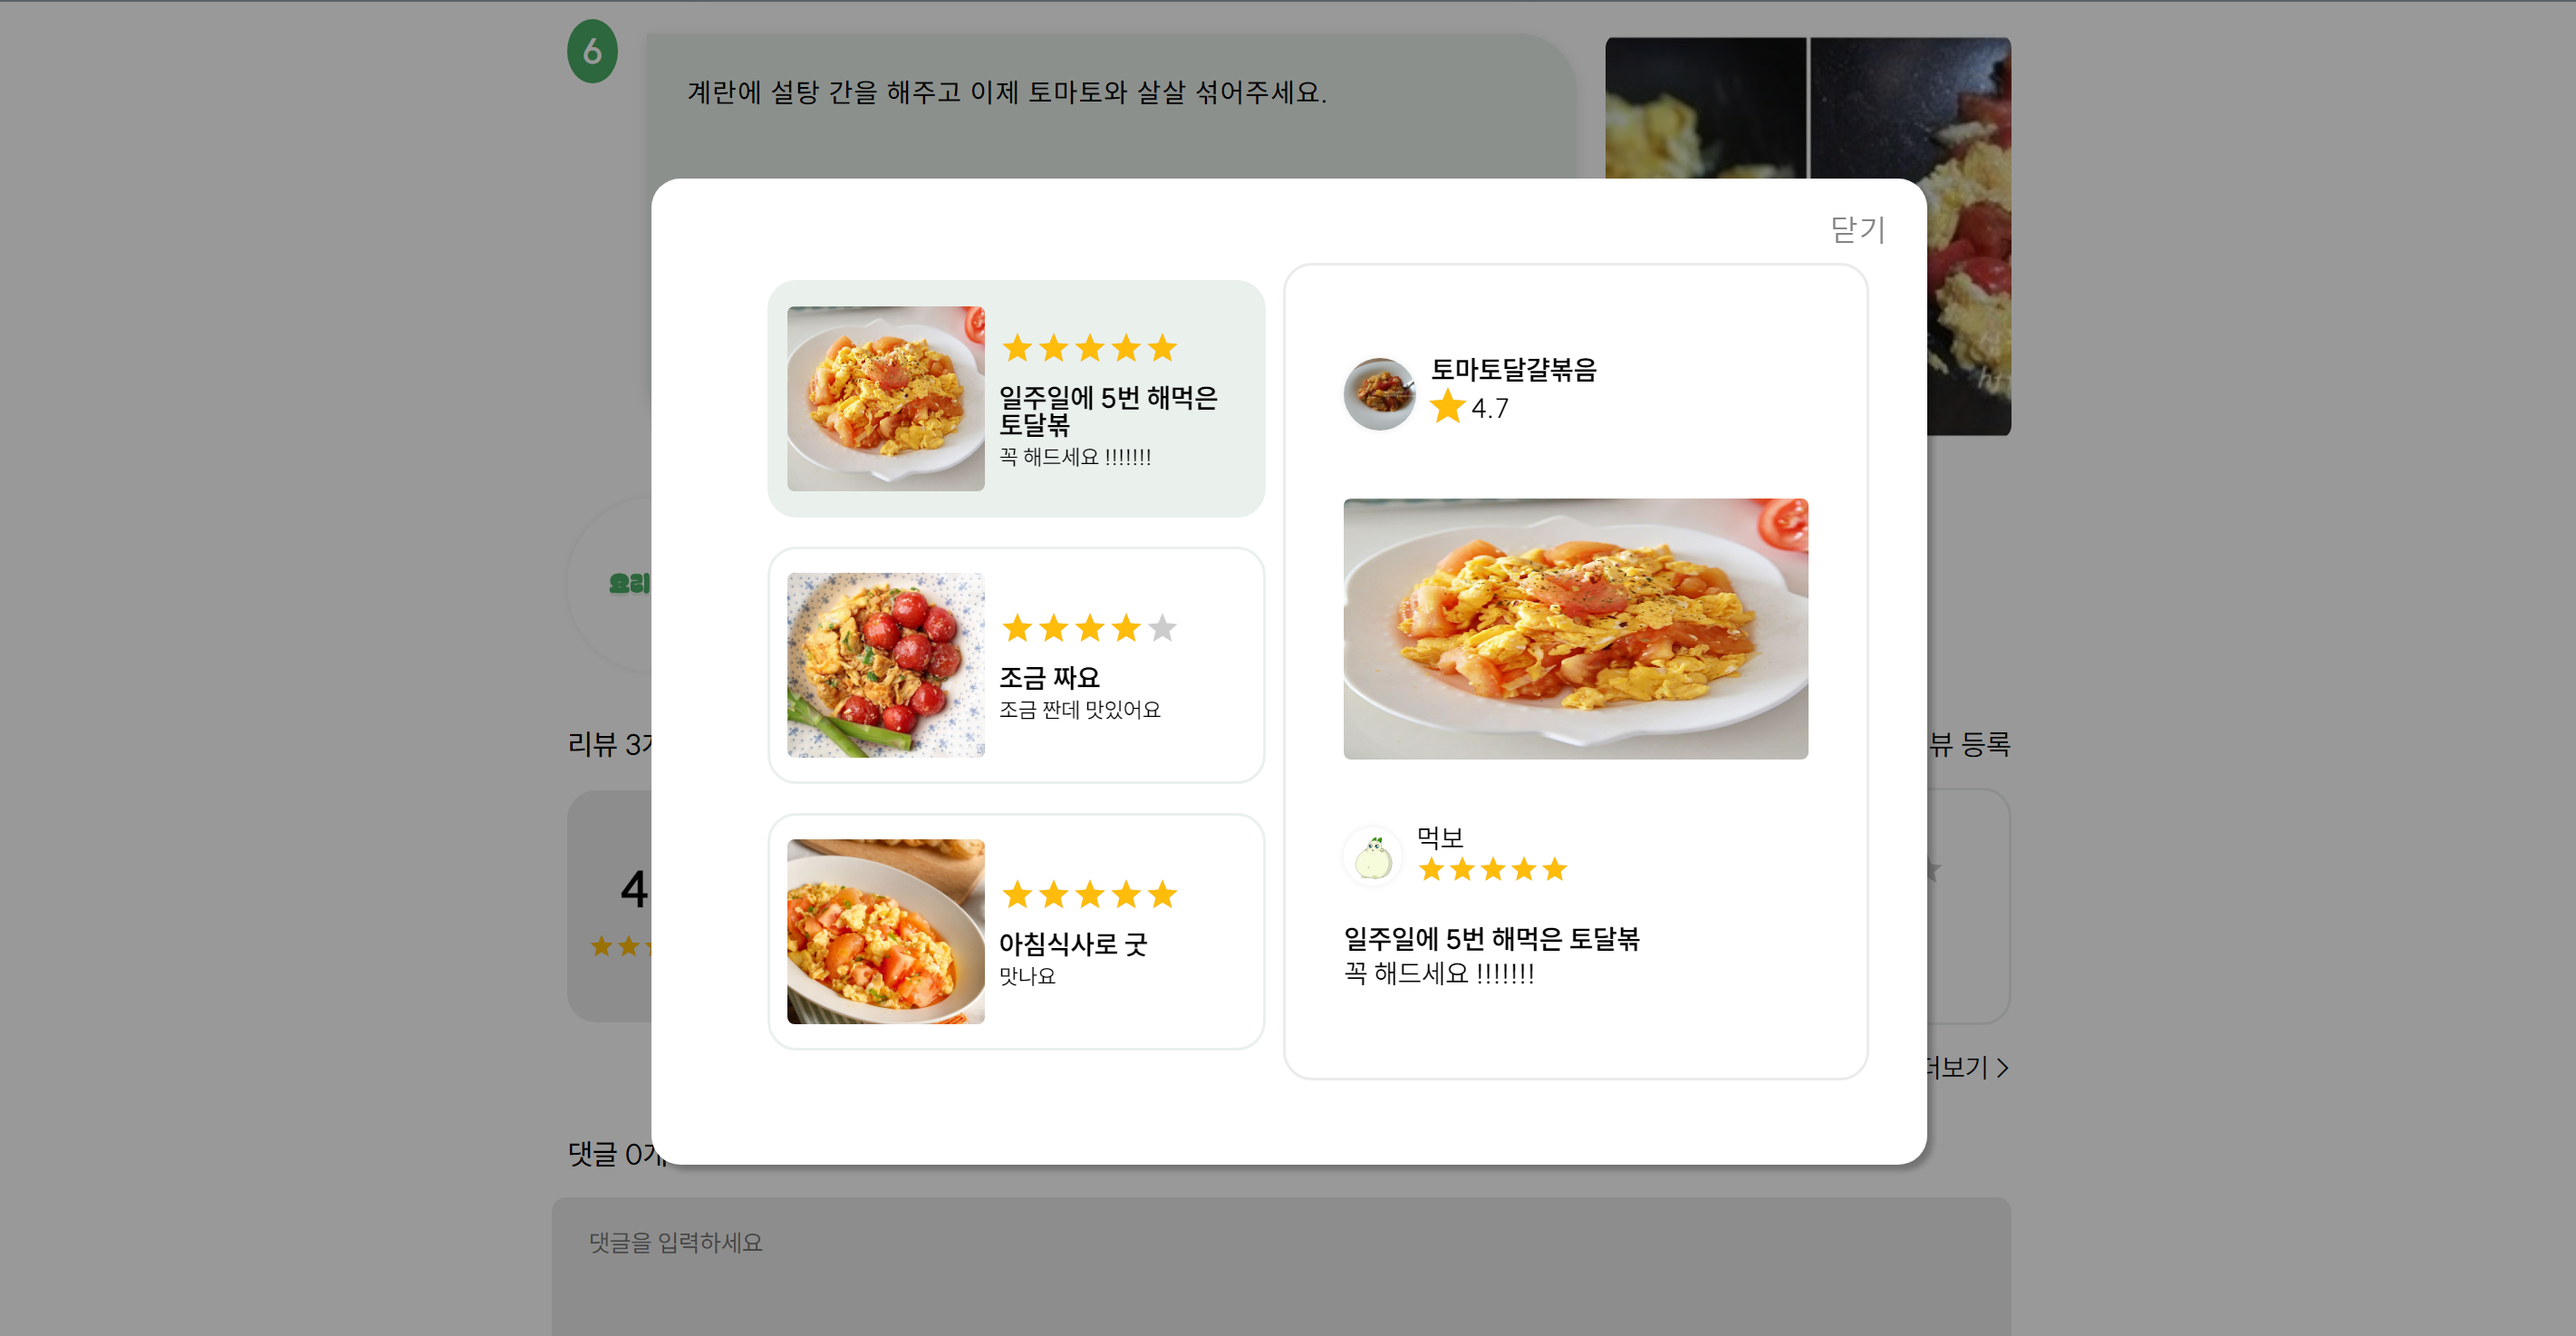 6
계란에 설탕 간을 해주고 이제 토마토와 살살 섞어주세요.
닫기
일주일에 5번 해먹은
토달볶
꼭 해드세요 !!!!!!!
조금 짜요
조금 짠데 맛있어요
아침식사로 굿
맛나요
토마토달걀볶음
4.7
먹보
일주일에 5번 해먹은 토달볶
꼭 해드세요 !!!!!!!
요리
리뷰 3개
뷰 등록
4
더보기 >
댓글 0개
댓글을 입력하세요